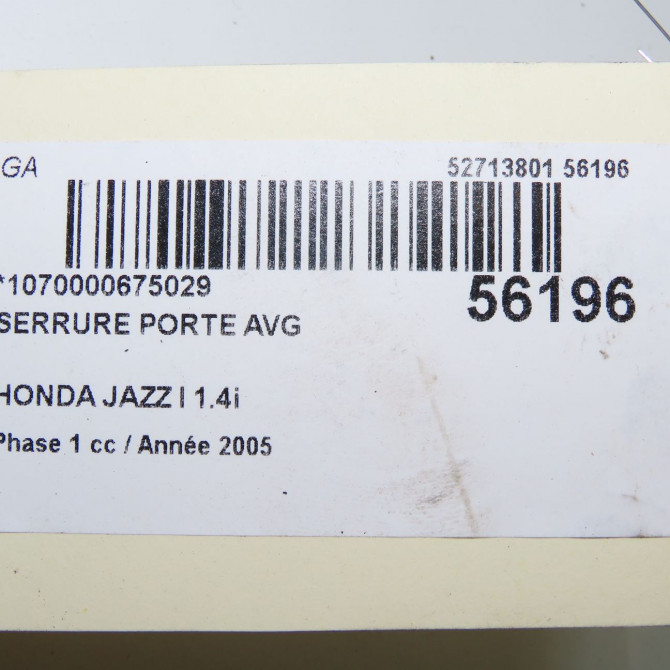 GA
52713801 56196
*1070000675029
56196
SERRURE PORTE AVG
HONDA JAZZ I 1.4i
Phase 1 cc / Année 2005